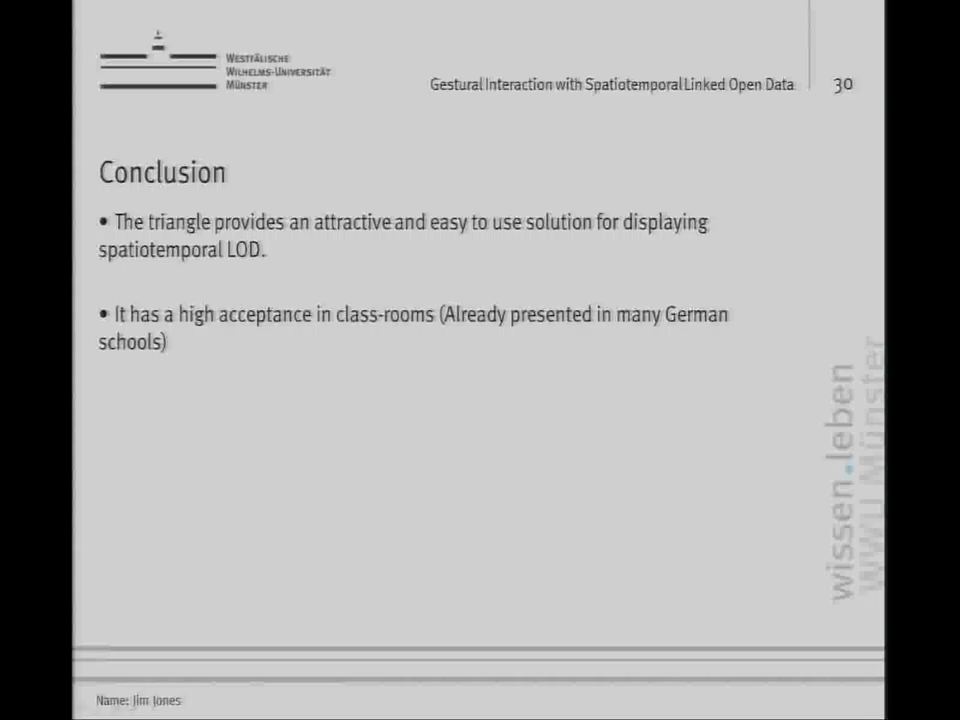 WESTFÄLISCHE
WILHELMS-UNIVERSITÄT
MÜNSTER
Gestural Interaction with Spatiotemporal Linked Open Data
30
Conclusion
• The triangle provides an attractive and easy to use solution for displaying
spatiotemporal LOD.
• It has a high acceptance in class-rooms (Already presented in many German
schools)
wissen.leben
WWU Münster
Name: Jim Jones